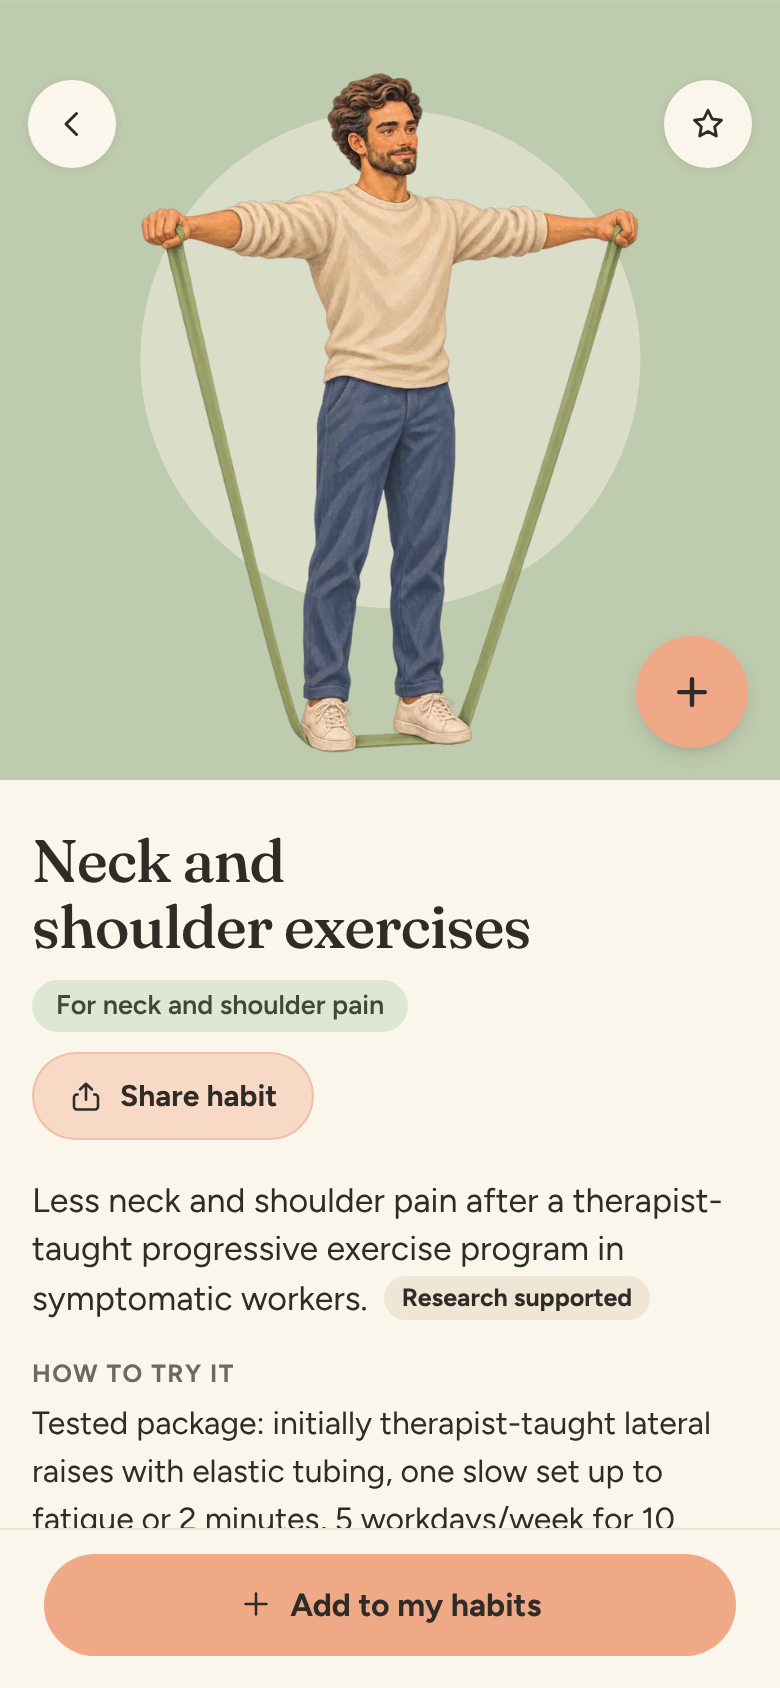 Neck and
shoulder exercises
For neck and shoulder pain
Share habit
Less neck and shoulder pain after a therapist-
taught progressive exercise program in
symptomatic workers. Research supported
HOW TO TRY IT
Tested package: initially therapist-taught lateral
raises with elastic tubing, one slow set up to
fatigue or 2 minutes, 5 workdays/week for 10
Add to my habits